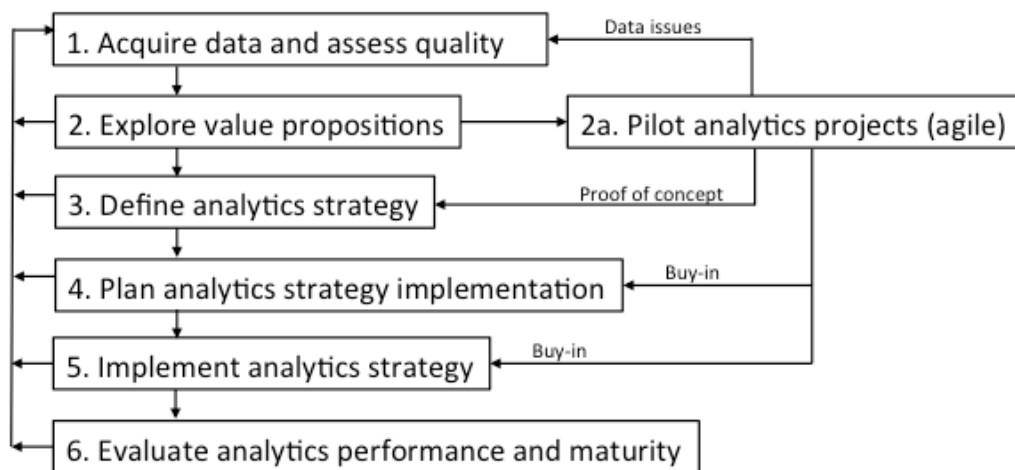 1. Acquire data and assess quality
Data issues
2. Explore value propositions
2a. Pilot analytics projects (agile)
3. Define analytics strategy
Proof of concept
4. Plan analytics strategy implementation
Buy-in
5. Implement analytics strategy
Buy-in
6. Evaluate analytics performance and maturity